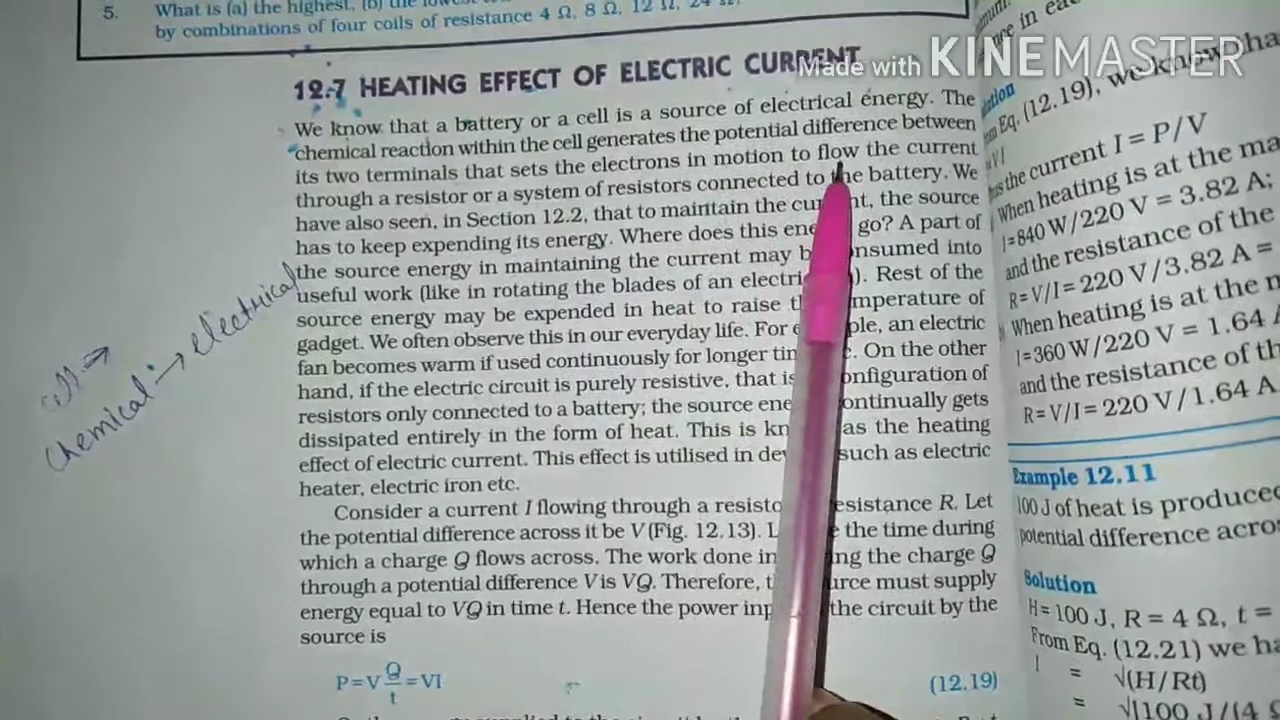 5. What is (a) the highest, (b) the lowest
by combinations of four coils of resistance 4 Ω, 8 Ω, 12 Ω, 24 Ω
Made with KINEMASTER
12.7 HEATING EFFECT OF ELECTRIC CURRENT
We know that a battery or a cell is a source of electrical energy. The
chemical reaction within the cell generates the potential difference between
its two terminals that sets the electrons in motion to flow the current
through a resistor or a system of resistors connected to the battery. We
have also seen, in Section 12.2, that to maintain the current, the source
has to keep expending its energy. Where does this energy go? A part of
the source energy in maintaining the current may be consumed into
useful work (like in rotating the blades of an electric fan). Rest of the
source energy may be expended in heat to raise the temperature of
gadget. We often observe this in our everyday life. For example, an electric
fan becomes warm if used continuously for longer time etc. On the other
hand, if the electric circuit is purely resistive, that is, a configuration of
resistors only connected to a battery; the source energy continually gets
dissipated entirely in the form of heat. This is known as the heating
effect of electric current. This effect is utilised in devices such as electric
heater, electric iron etc.
Consider a current I flowing through a resistor of resistance R. Let
the potential difference across it be V (Fig. 12.13). Let t be the time during
which a charge Q flows across. The work done in moving the charge Q
through a potential difference V is VQ. Therefore, the source must supply
energy equal to VQ in time t. Hence the power input to the circuit by the
source is
P=V Q/t =VI (12.19)
chemical → electrical
Eq. (12.19), we know
the current I = P/V
When heating is at the
I=840 W/220 V = 3.82 A;
and the resistance of the
R=V/I= 220 V/3.82 A =
When heating is at the
I=360 W/220 V = 1.64
and the resistance of
R=V/I= 220 V/1.64 A
Example 12.11
100 J of heat is produced
potential difference
Solution
H=100 J, R = 4 Ω, t =
From Eq. (12.21) we
I = √(H/Rt)
= √[100 J/(4